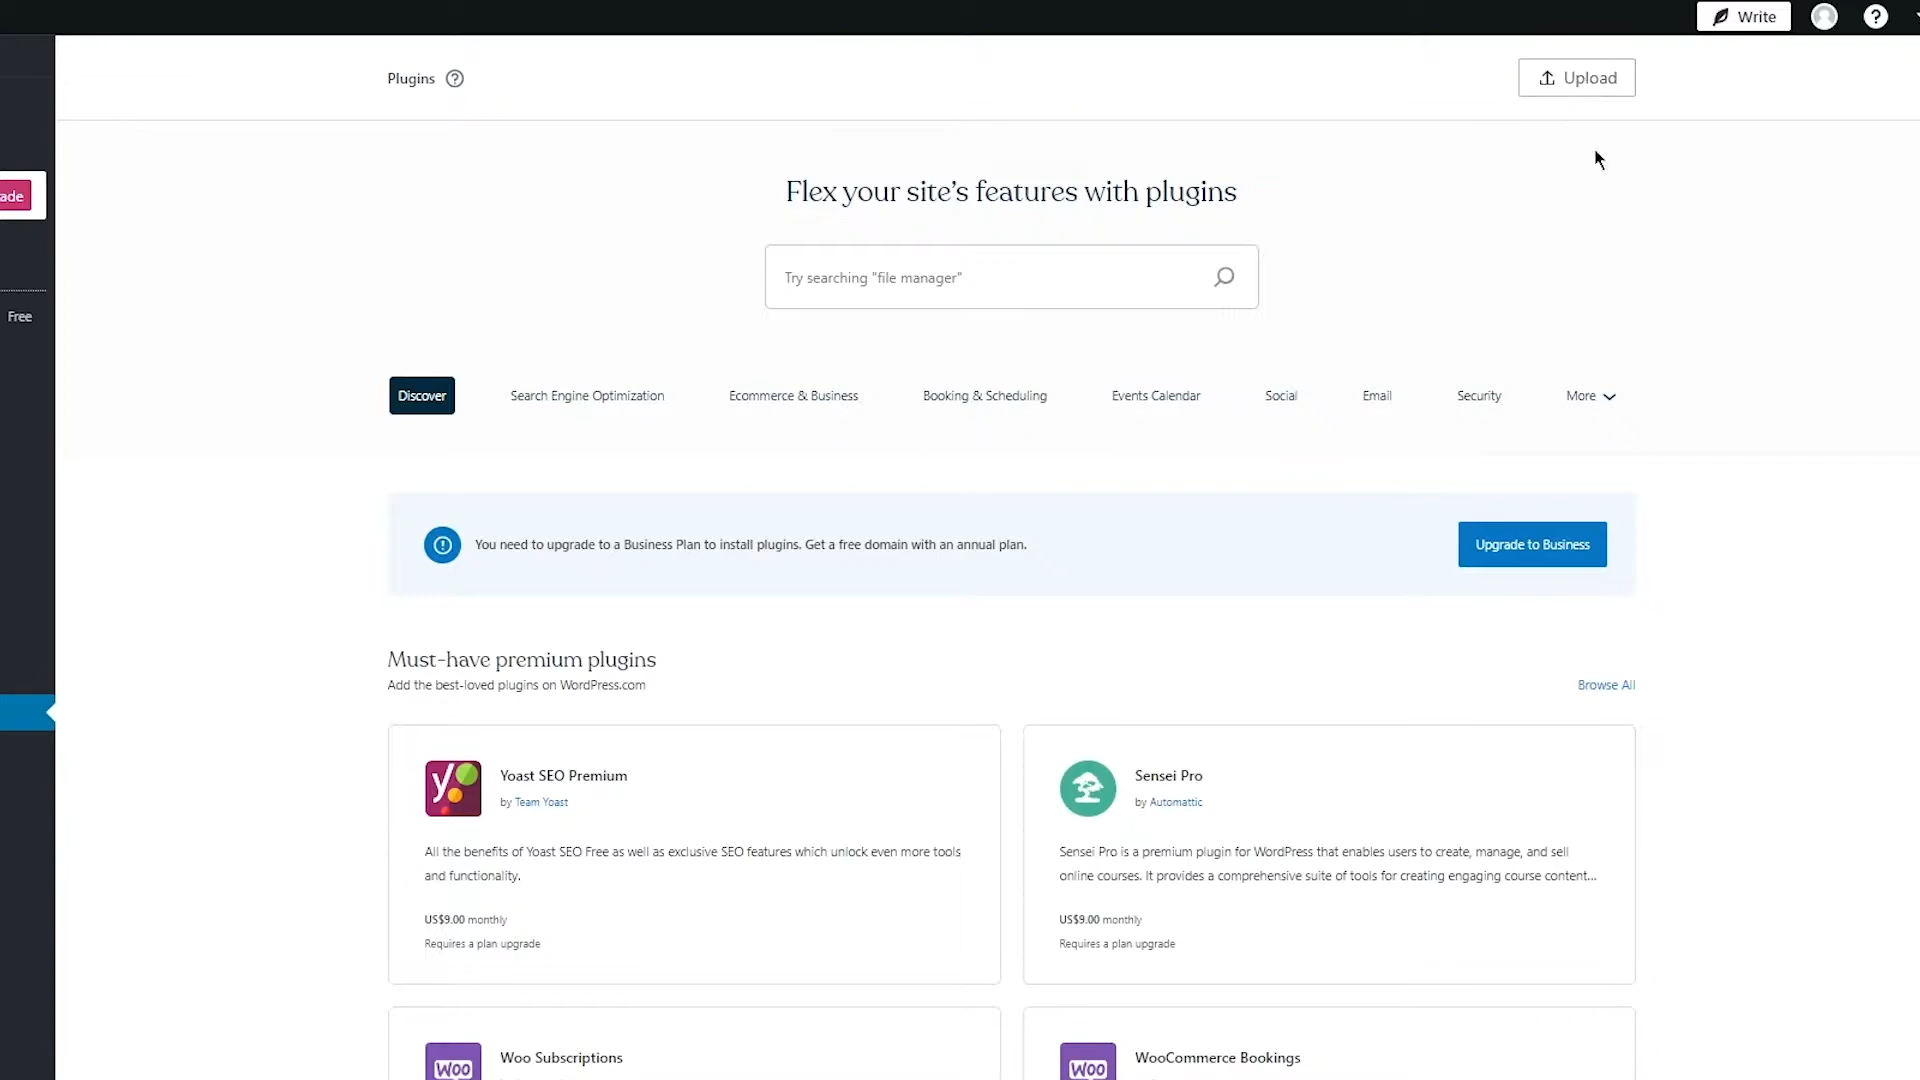 Write
Plugins
Upload
ade
Flex your site's features with plugins
Try searching "file manager"
Free
Discover
Search Engine Optimization
Ecommerce & Business
Booking & Scheduling
Events Calendar
Social
Email
Security
More
You need to upgrade to a Business Plan to install plugins. Get a free domain with an annual plan.
Upgrade to Business
Must-have premium plugins
Add the best-loved plugins on WordPress.com
Browse All
Yoast SEO Premium
by Team Yoast
All the benefits of Yoast SEO Free as well as exclusive SEO features which unlock even more tools
and functionality.
US$9.00 monthly
Requires a plan upgrade
Sensei Pro
by Automattic
Sensei Pro is a premium plugin for WordPress that enables users to create, manage, and sell
online courses. It provides a comprehensive suite of tools for creating engaging course content...
US$9.00 monthly
Requires a plan upgrade
Woo
Woo Subscriptions
Woo
WooCommerce Bookings